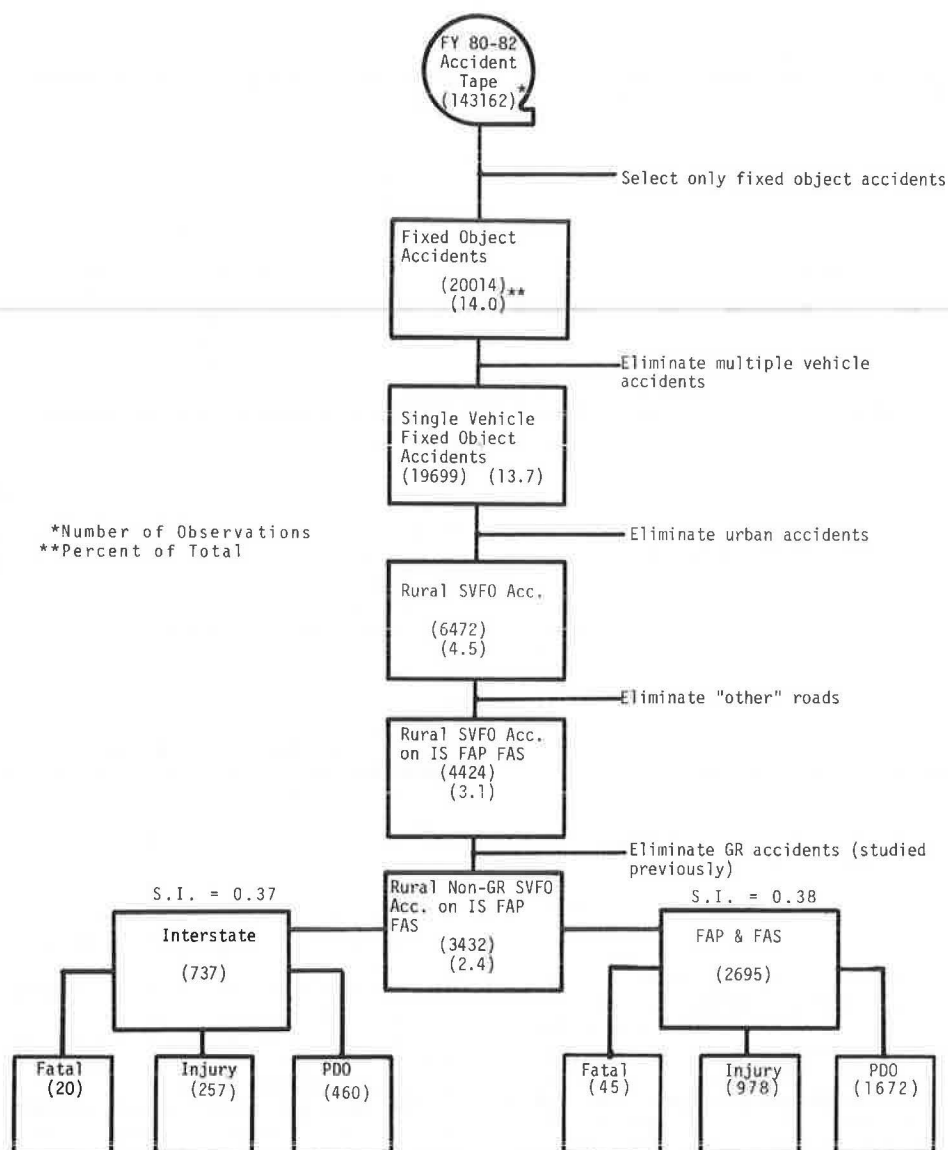 FY 80-82
Accident
Tape
(143162)*
Select only fixed object accidents
Fixed Object
Accidents
(20014)**
(14.0)
Eliminate multiple vehicle
accidents
Single Vehicle
Fixed Object
Accidents
(19699) (13.7)
*Number of Observations
**Percent of Total
Eliminate urban accidents
Rural SVFO Acc.
(6472)
(4.5)
Eliminate "other" roads
Rural SVFO Acc.
on IS FAP FAS
(4424)
(3.1)
Eliminate GR accidents (studied
previously)
Rural Non-GR SVFO
Acc. on IS FAP
FAS
(3432)
(2.4)
S.I. = 0.37
Interstate
(737)
S.I. = 0.38
FAP & FAS
(2695)
Fatal
(20)
Injury
(257)
PDO
(460)
Fatal
(45)
Injury
(978)
PDO
(1672)